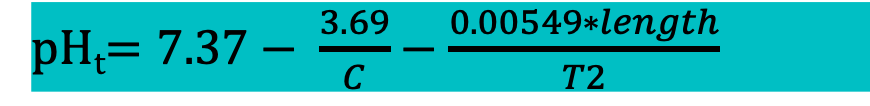 pHₜ= 7.37 − 3.69/C − 0.00549*length/T2